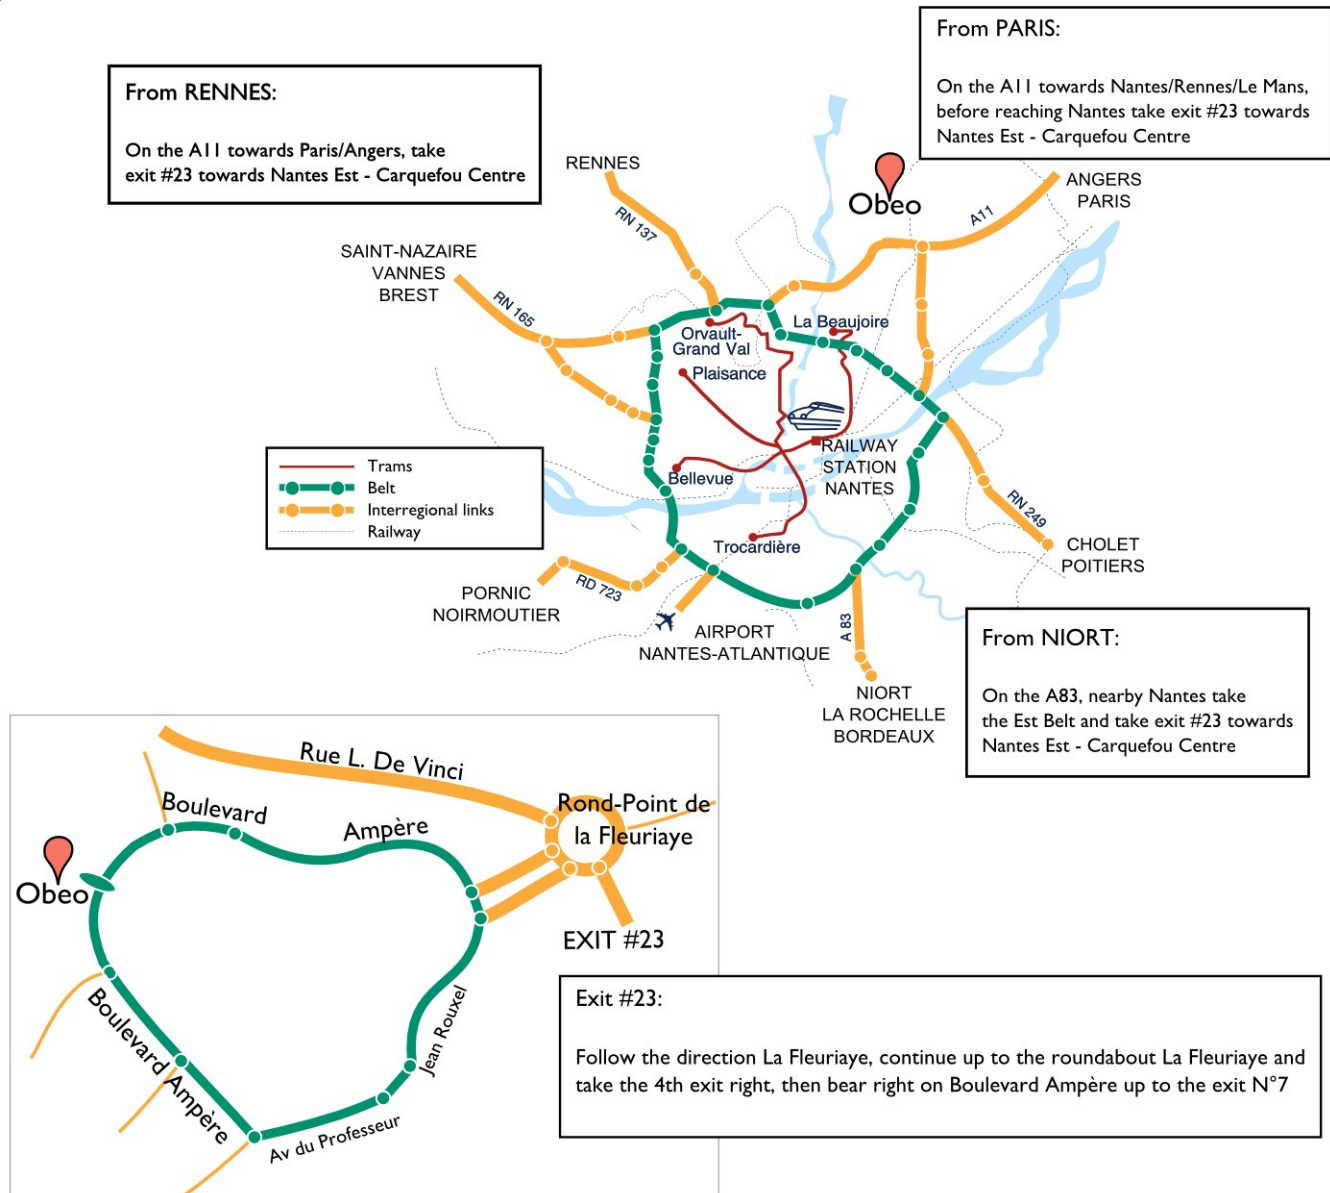 From PARIS:
On the A11 towards Nantes/Rennes/Le Mans,
before reaching Nantes take exit #23 towards
Nantes Est - Carquefou Centre
From RENNES:
On the A11 towards Paris/Angers, take
exit #23 towards Nantes Est - Carquefou Centre
RENNES
RN 137
Obeo
ANGERS
PARIS
A11
SAINT-NAZAIRE
VANNES
BREST
RN 165
La Beaujoire
Orvault-
Grand Val
Plaisance
RAILWAY
STATION
NANTES
Bellevue
Trocardière
Trams
Belt
Interregional links
Railway
RN 249
CHOLET
POITIERS
RD 723
PORNIC
NOIRMOUTIER
AIRPORT
NANTES-ATLANTIQUE
A 83
NIORT
LA ROCHELLE
BORDEAUX
From NIORT:
On the A83, nearby Nantes take
the Est Belt and take exit #23 towards
Nantes Est - Carquefou Centre
Rue L. De Vinci
Boulevard
Ampère
Rond-Point de
la Fleuriaye
Obeo
EXIT #23
Boulevard Ampère
Jean Rouxel
Av du Professeur
Exit #23:
Follow the direction La Fleuriaye, continue up to the roundabout La Fleuriaye and
take the 4th exit right, then bear right on Boulevard Ampère up to the exit N°7